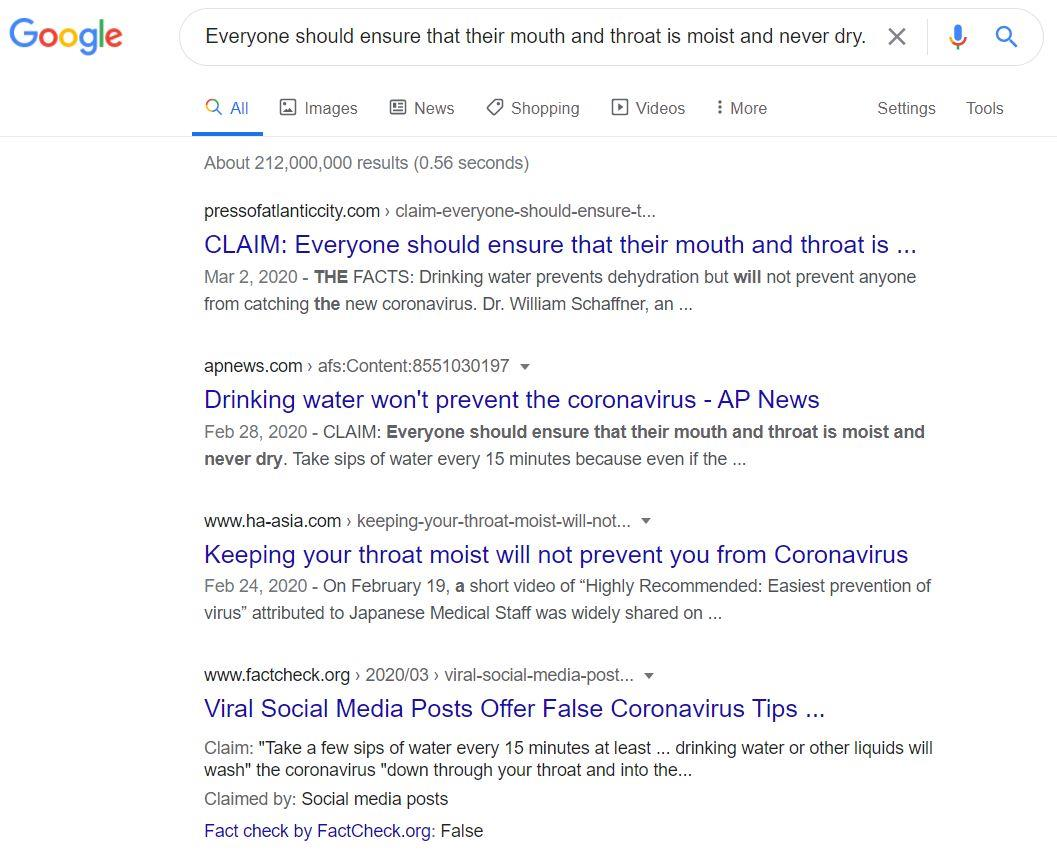 Google
Everyone should ensure that their mouth and throat is moist and never dry.
All Images News Shopping Videos More Settings Tools
About 212,000,000 results (0.56 seconds)
pressofatlanticcity.com › claim-everyone-should-ensure-t...
CLAIM: Everyone should ensure that their mouth and throat is ...
Mar 2, 2020 - THE FACTS: Drinking water prevents dehydration but will not prevent anyone
from catching the new coronavirus. Dr. William Schaffner, an ...
apnews.com › afs:Content:8551030197
Drinking water won't prevent the coronavirus - AP News
Feb 28, 2020 - CLAIM: Everyone should ensure that their mouth and throat is moist and
never dry. Take sips of water every 15 minutes because even if the ...
www.ha-asia.com › keeping-your-throat-moist-will-not...
Keeping your throat moist will not prevent you from Coronavirus
Feb 24, 2020 - On February 19, a short video of “Highly Recommended: Easiest prevention of
virus” attributed to Japanese Medical Staff was widely shared on ...
www.factcheck.org › 2020/03 › viral-social-media-post...
Viral Social Media Posts Offer False Coronavirus Tips ...
Claim: "Take a few sips of water every 15 minutes at least ... drinking water or other liquids will
wash" the coronavirus "down through your throat and into the...
Claimed by: Social media posts
Fact check by FactCheck.org: False